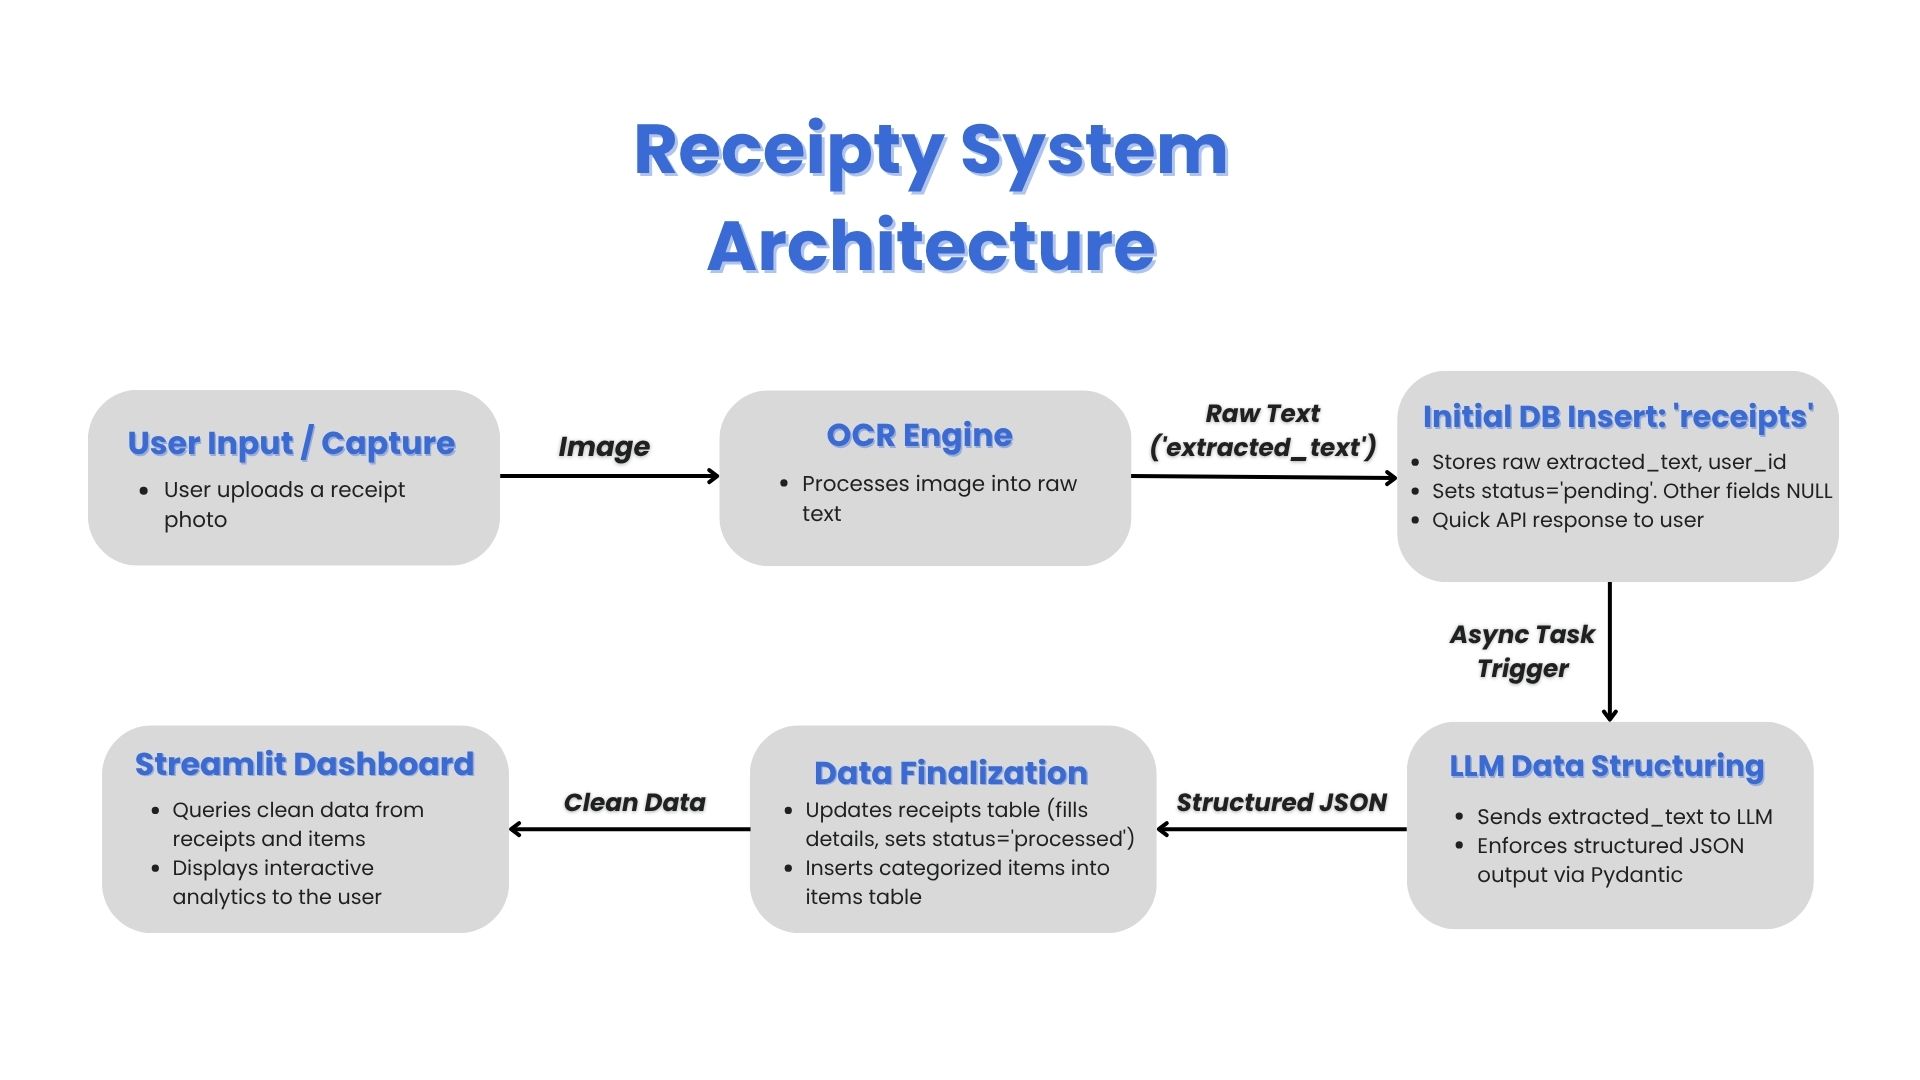 Receipty System
Architecture
User Input / Capture
• User uploads a receipt
photo
Image
OCR Engine
• Processes image into raw
text
Raw Text
('extracted_text')
Initial DB Insert: 'receipts'
• Stores raw extracted_text, user_id
• Sets status='pending'. Other fields NULL
• Quick API response to user
Async Task
Trigger
LLM Data Structuring
• Sends extracted_text to LLM
• Enforces structured JSON
output via Pydantic
Structured JSON
Data Finalization
• Updates receipts table (fills
details, sets status='processed')
• Inserts categorized items into
items table
Clean Data
Streamlit Dashboard
• Queries clean data from
receipts and items
• Displays interactive
analytics to the user